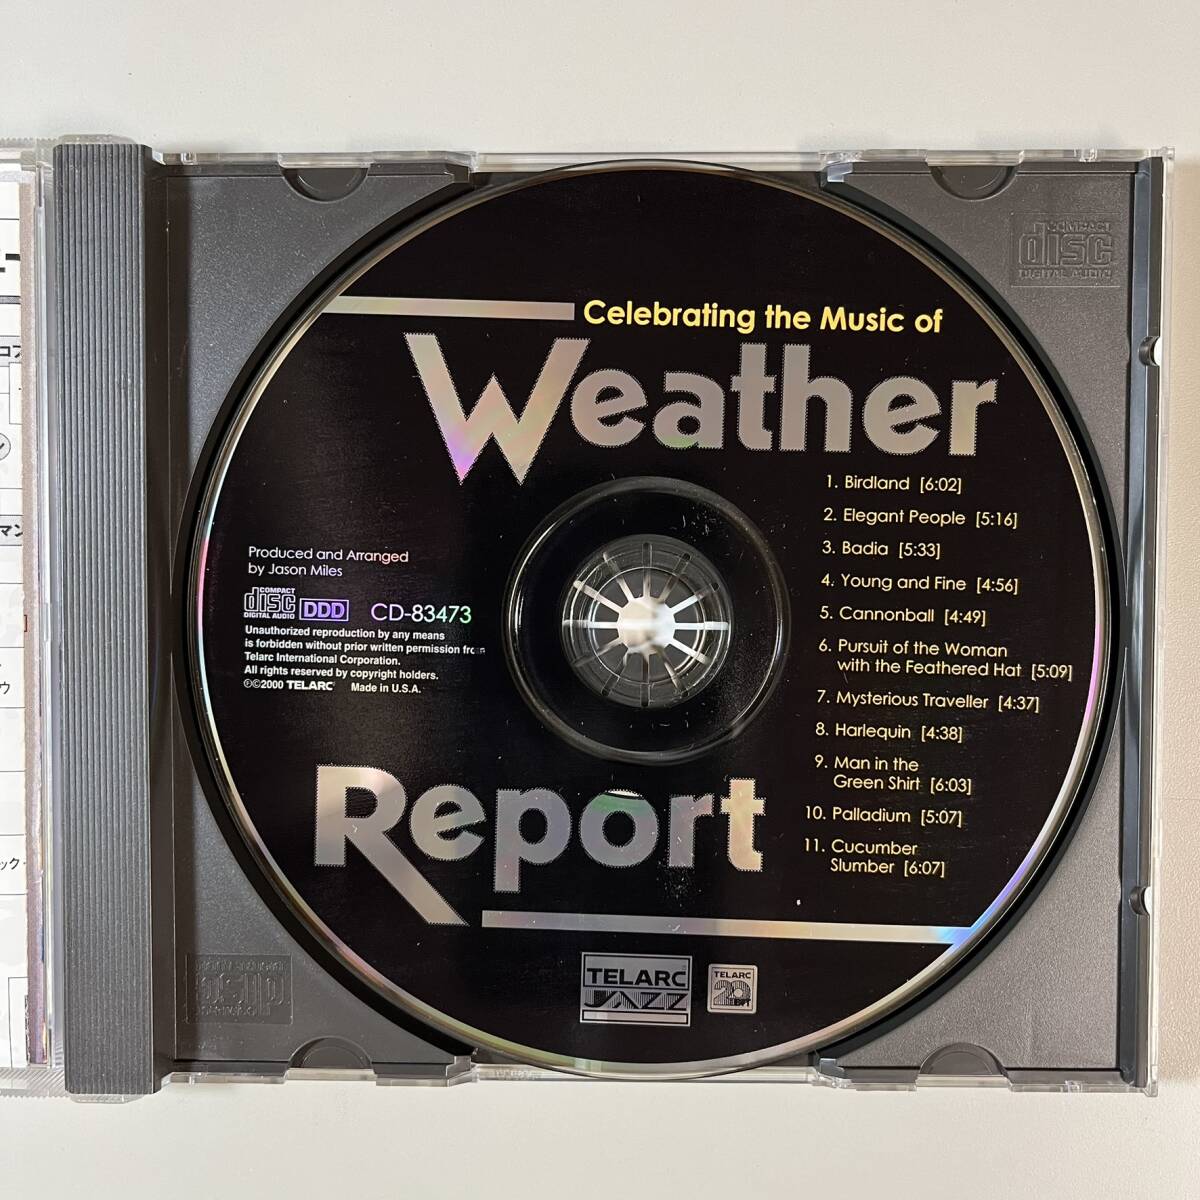 Celebrating the Music of
Weather
Report
1. Birdland [6:02]
2. Elegant People [5:16]
3. Badia [5:33]
4. Young and Fine [4:56]
5. Cannonball [4:49]
6. Pursuit of the Woman
with the Feathered Hat [5:09]
7. Mysterious Traveller [4:37]
8. Harlequin [4:38]
9. Man in the
Green Shirt [6:03]
10. Palladium [5:07]
11. Cucumber
Slumber [6:07]
Produced and Arranged
by Jason Miles
COMPACT
disc
DIGITAL AUDIO
DDD
CD-83473
Unauthorized reproduction by any means
is forbidden without prior written permission from
Telarc International Corporation.
All rights reserved by copyright holders.
℗©2000 TELARC Made in U.S.A.
TELARC
JAZZ
TELARC
20
COMPACT
disc
DIGITAL AUDIO
マン
ウ
ック